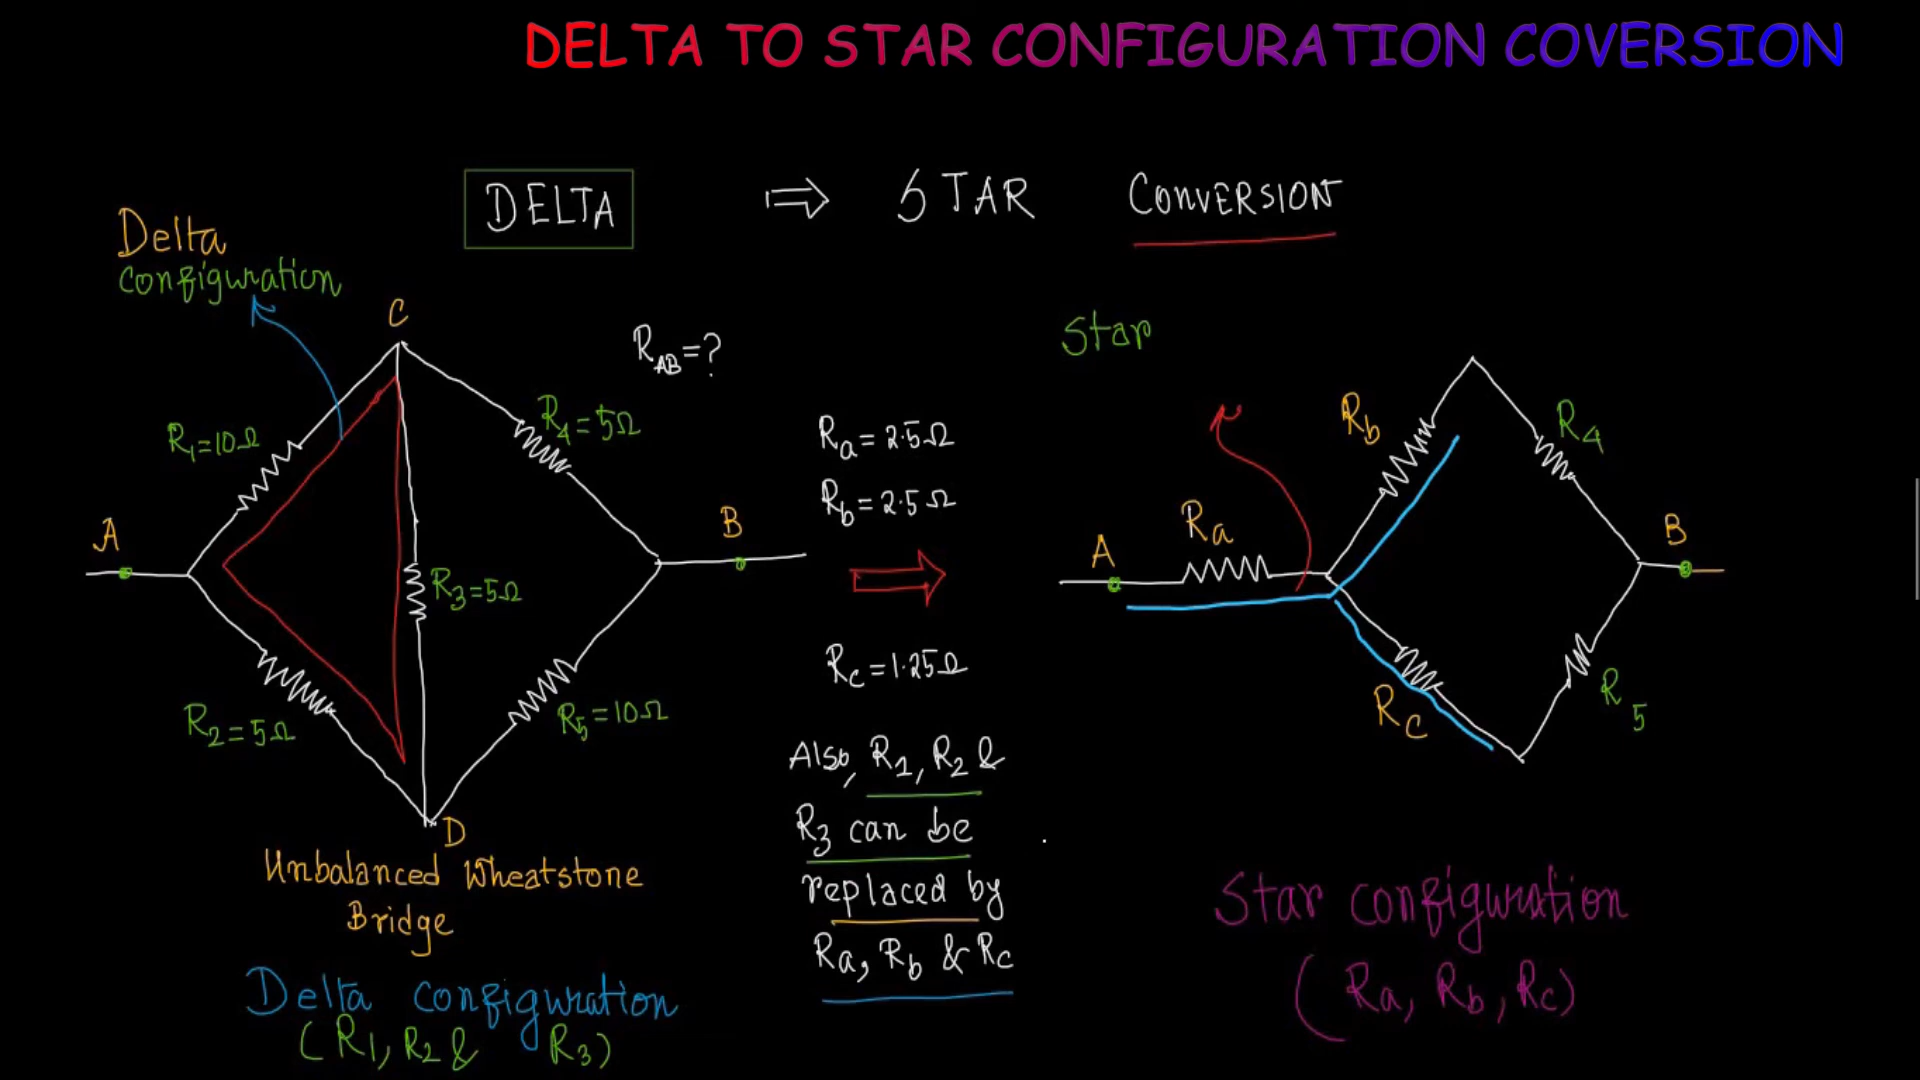 DELTA TO STAR CONFIGURATION COVERSION
DELTA ⇒ STAR CONVERSION
Delta
configuration
C
R_AB=?
R₁=10Ω
R₄=5Ω
A
B
R₃=5Ω
R₂=5Ω
R₅=10Ω
D
Unbalanced Wheatstone
Bridge
Delta configuration
(R₁, R₂ & R₃)
Ra=2.5Ω
Rb=2.5Ω
Rc=1.25Ω
Also, R₁, R₂ &
R₃ can be
replaced by
Ra, Rb & Rc
Star
Rb
R₄
Ra
A
B
Rc
R₅
Star configuration
(Ra, Rb, Rc)